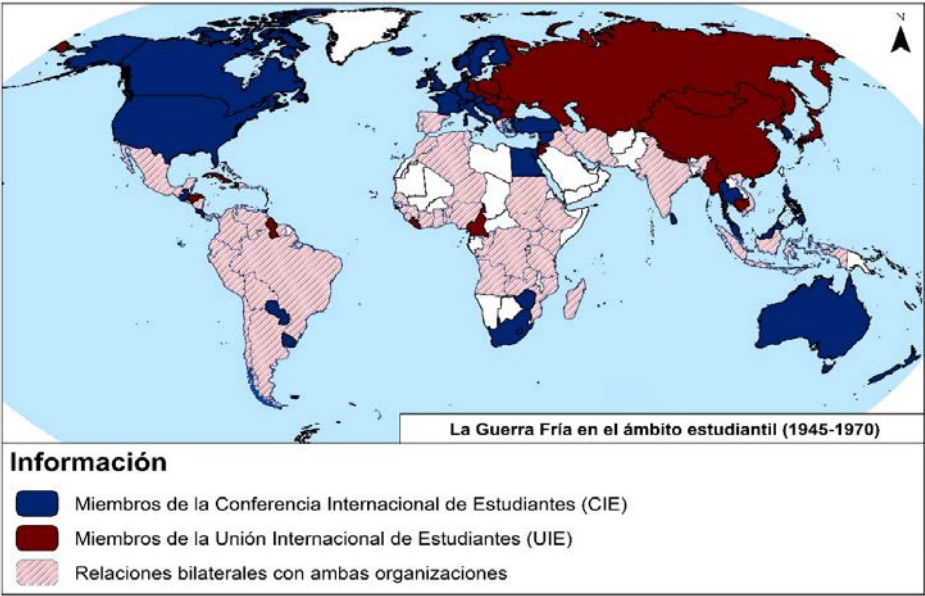 La Guerra Fría en el ámbito estudiantil (1945-1970)
Información
Miembros de la Conferencia Internacional de Estudiantes (CIE)
Miembros de la Unión Internacional de Estudiantes (UIE)
Relaciones bilaterales con ambas organizaciones